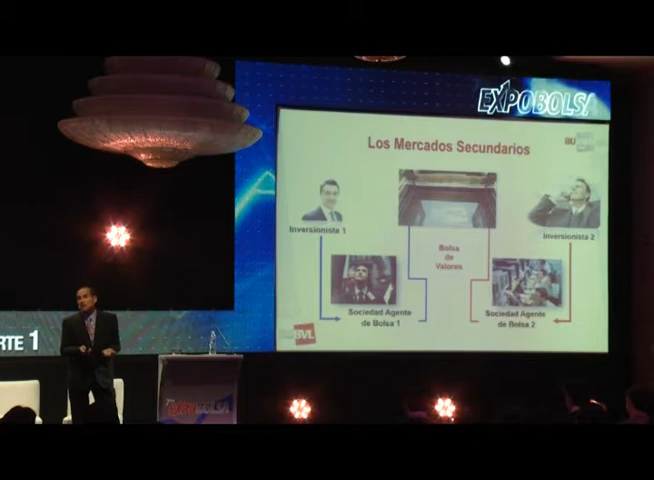 EXPOBOLS
Los Mercados Secundarios
Inversionista 1
Inversionista 2
Bolsa
de
Valores
Sociedad Agente
de Bolsa 1
Sociedad Agente
de Bolsa 2
BVL
RTE 1